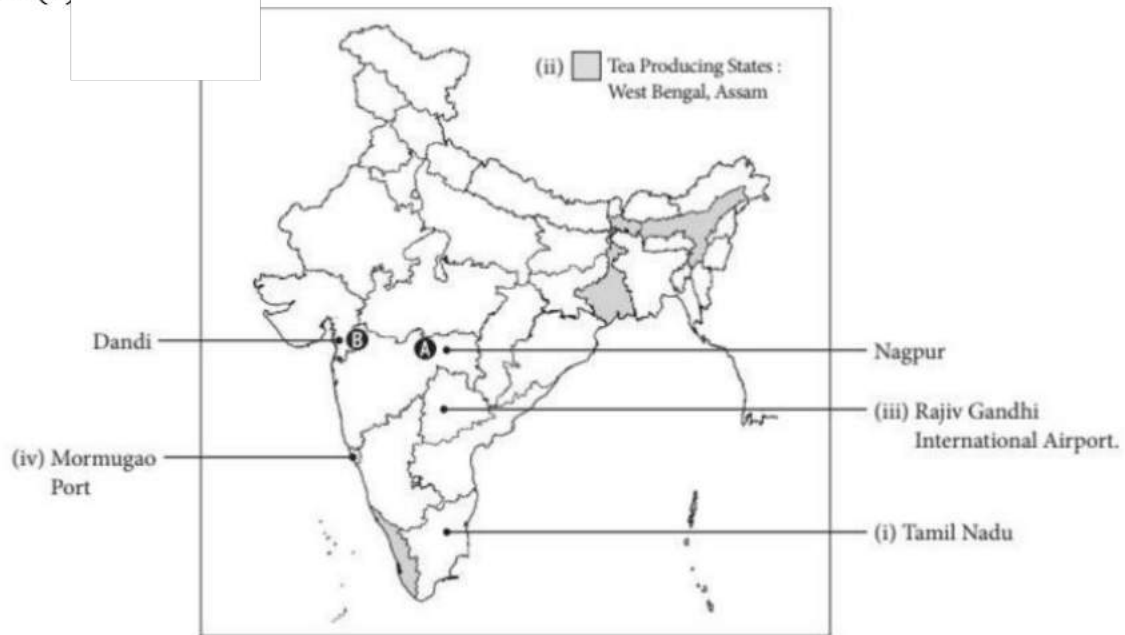 (ii) Tea Producing States :
West Bengal, Assam
Dandi
B
A
Nagpur
(iii) Rajiv Gandhi
International Airport.
(iv) Mormugao
Port
(i) Tamil Nadu